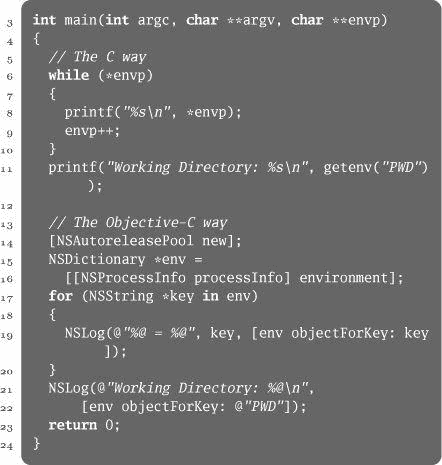 3 int main(int argc, char **argv, char **envp)
4 {
5 // The C way
6 while (*envp)
7 {
8 printf("%s\n", *envp);
9 envp++;
10 }
11 printf("Working Directory: %s\n", getenv("PWD")
);
12
13 // The Objective-C way
14 [NSAutoreleasePool new];
15 NSDictionary *env =
16 [[NSProcessInfo processInfo] environment];
17 for (NSString *key in env)
18 {
19 NSLog(@"%@ = %@", key, [env objectForKey: key
]);
20 }
21 NSLog(@"Working Directory: %@\n",
22 [env objectForKey: @"PWD"]);
23 return 0;
24 }